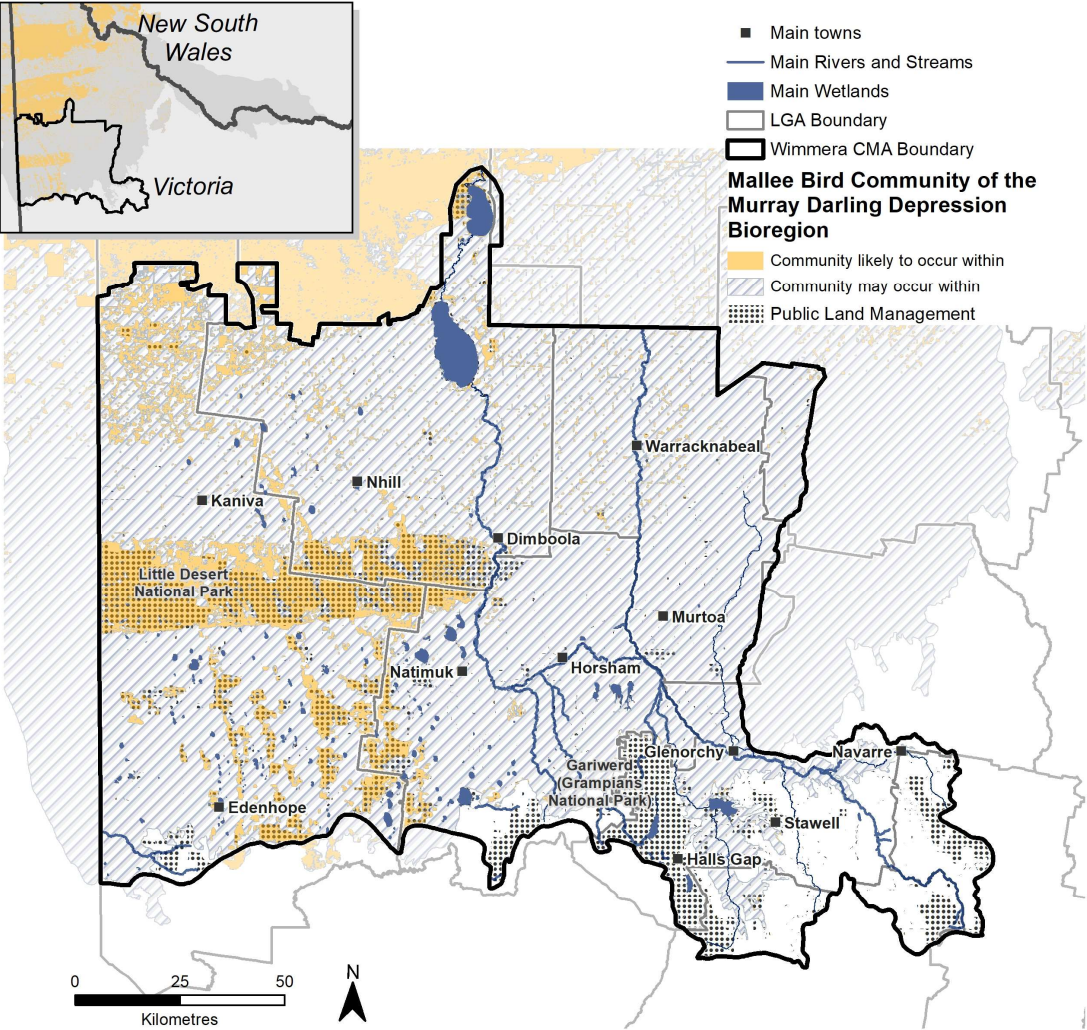 New South
Wales
Victoria
Main towns
Main Rivers and Streams
Main Wetlands
LGA Boundary
Wimmera CMA Boundary
Mallee Bird Community of the
Murray Darling Depression
Bioregion
Community likely to occur within
Community may occur within
Public Land Management
Warracknabeal
Nhill
Kaniva
Dimboola
Little Desert
National Park
Murtoa
Natimuk
Horsham
Glenorchy
Navarre
Gariwerd
(Grampians
National Park)
Edenhope
Stawell
Halls Gap
0 25 50
Kilometres
N